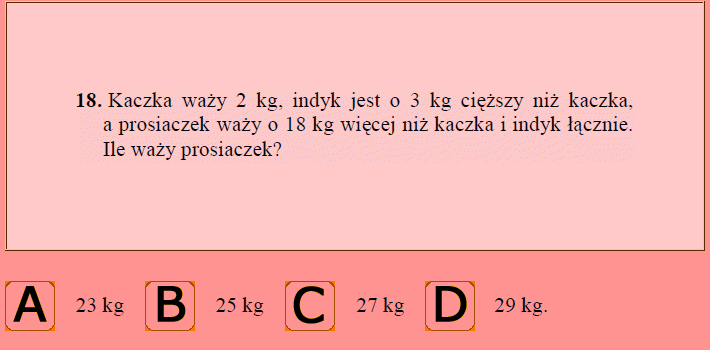 18. Kaczka waży 2 kg, indyk jest o 3 kg cięższy niż kaczka,
a prosiaczek waży o 18 kg więcej niż kaczka i indyk łącznie.
Ile waży prosiaczek?
A 23 kg B 25 kg C 27 kg D 29 kg.